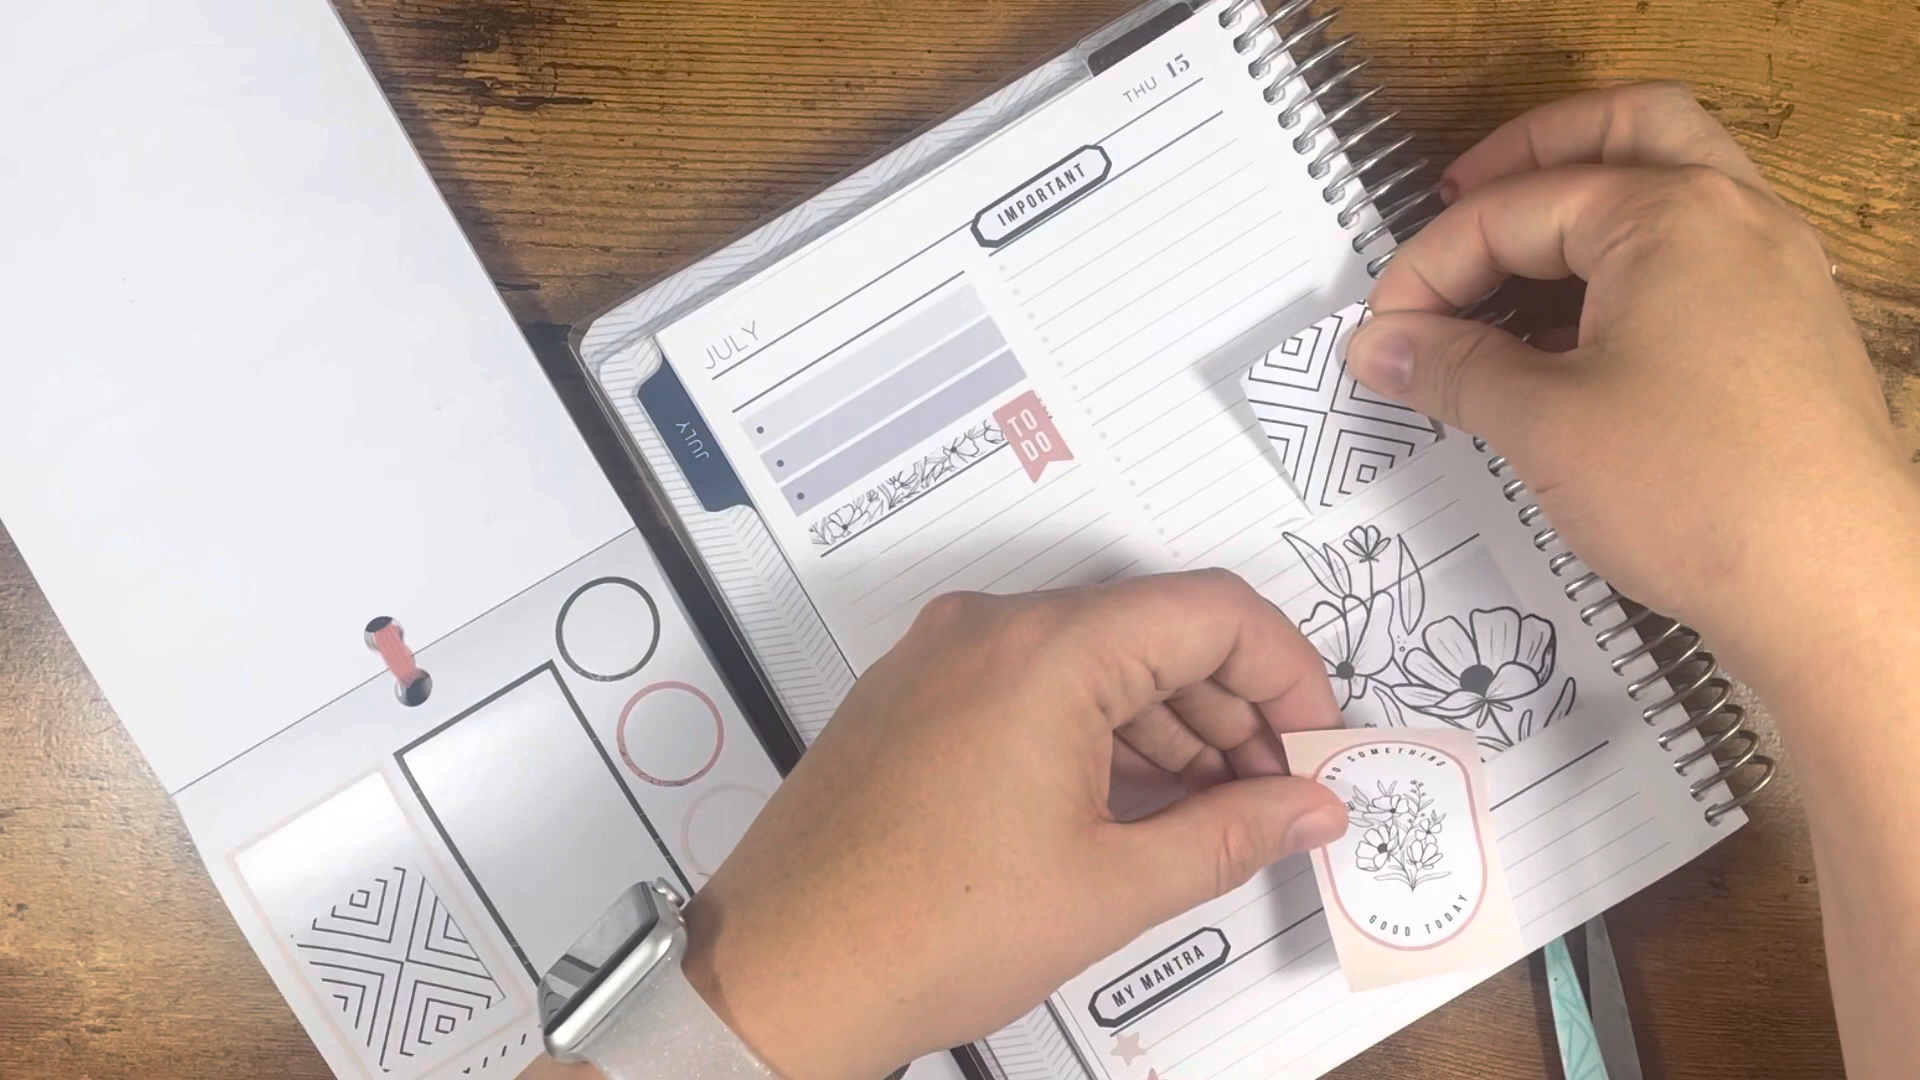 THU 15
IMPORTANT
JULY
JULY
TO
DO
DO SOMETHING
GOOD TODAY
MY MANTRA